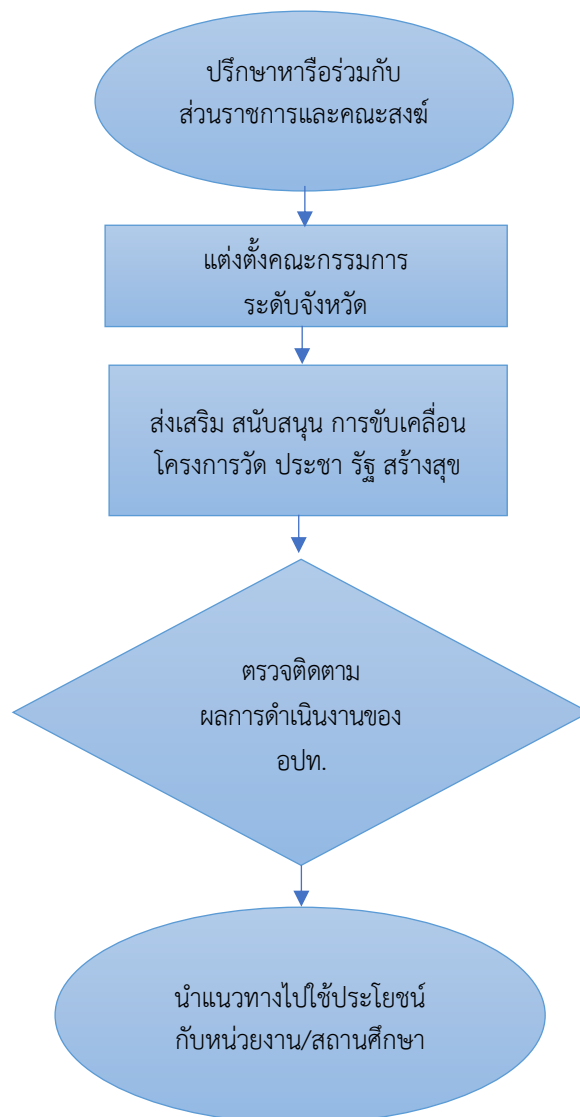 ปรึกษาหารือร่วมกับ
ส่วนราชการและคณะสงฆ์
แต่งตั้งคณะกรรมการ
ระดับจังหวัด
ส่งเสริม สนับสนุน การขับเคลื่อน
โครงการวัด ประชา รัฐ สร้างสุข
ตรวจติดตาม
ผลการดำเนินงานของ
อปท.
นำแนวทางไปใช้ประโยชน์
กับหน่วยงาน/สถานศึกษา